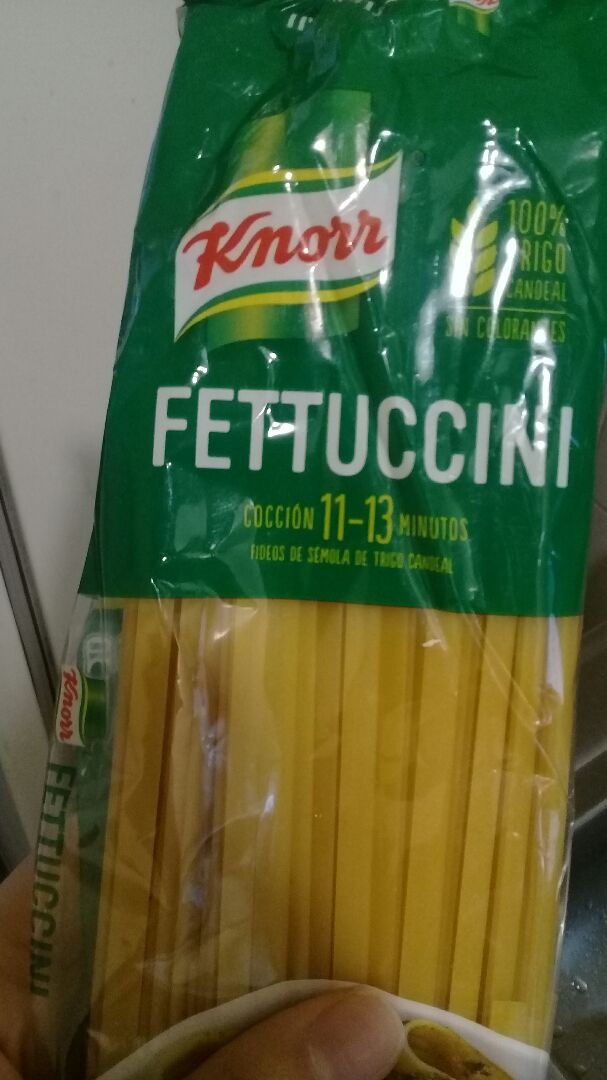 Knorr
100%
TRIGO
CANDEAL
SIN COLORANTES
FETTUCCINI
COCCIÓN 11-13 MINUTOS
FIDEOS DE SÉMOLA DE TRIGO CANDEAL
Knorr
FETTUCCINI